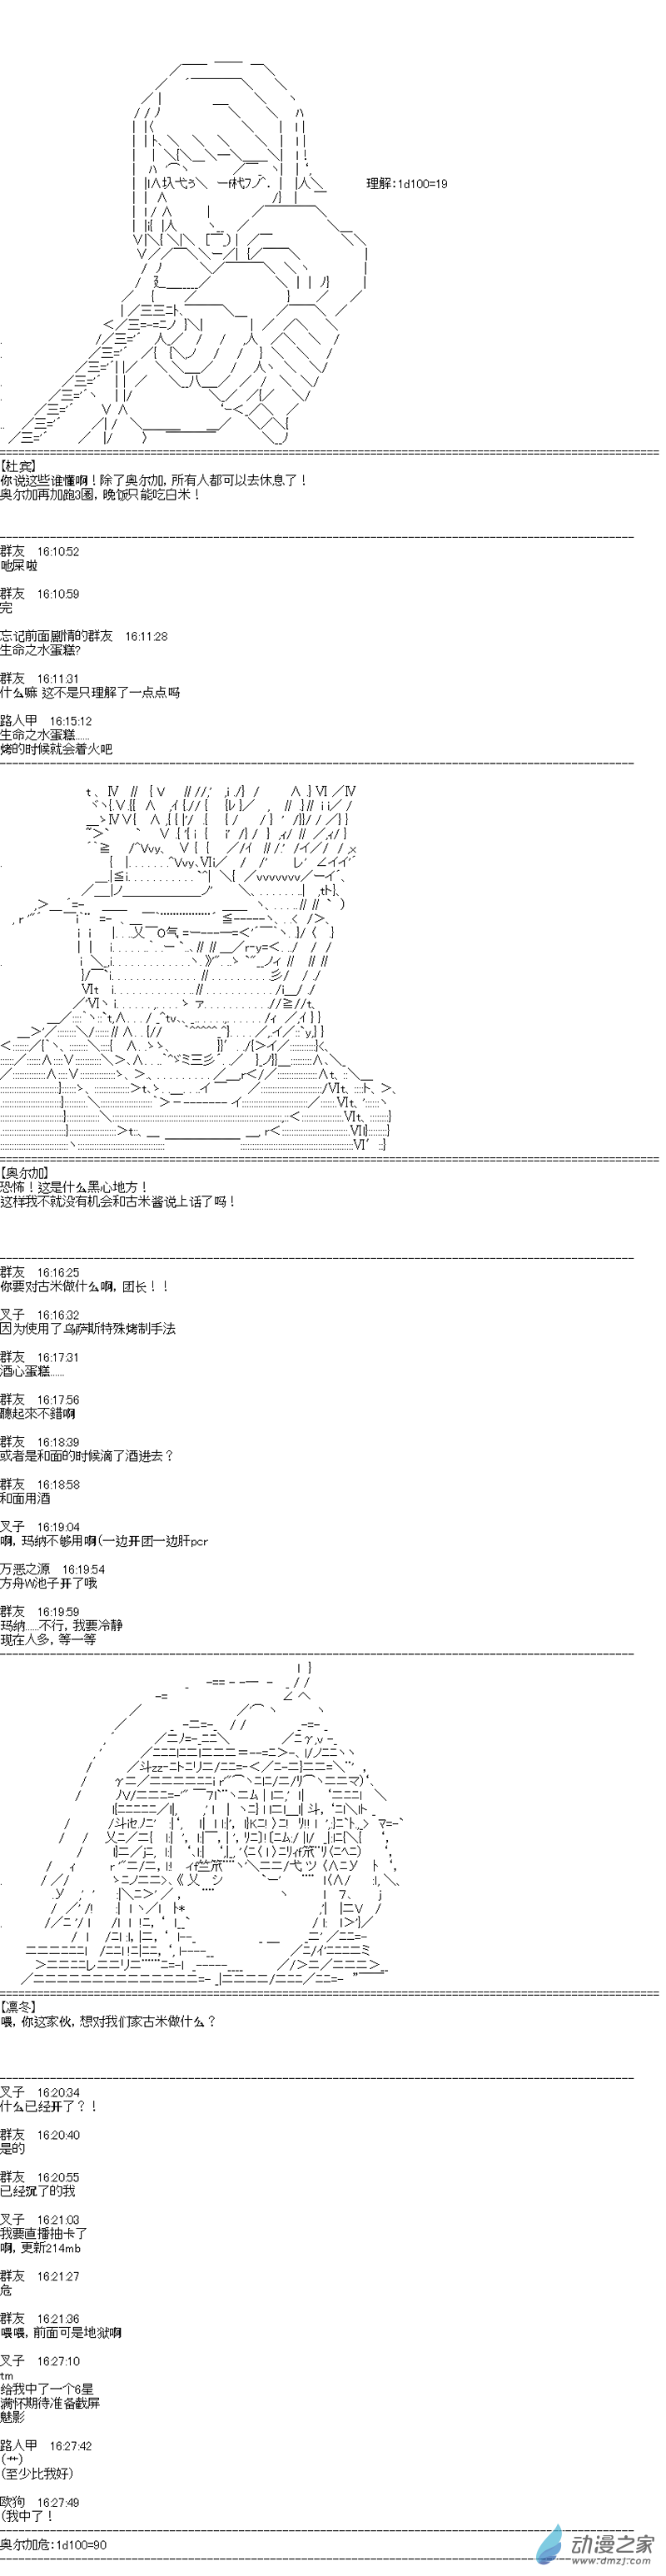 理解:1d100=19
【杜宾】
你说这些谁懂啊！除了奥尔加，所有人都可以去休息了！
奥尔加再加跑3圈，晚饭只能吃白米！
群友 16:10:52
吔屎啦
群友 16:10:59
完
忘记前面剧情的群友 16:11:28
生命之水蛋糕?
群友 16:11:31
什么嘛 这不是只理解了一点点吗
路人甲 16:15:12
生命之水蛋糕……
烤的时候就会着火吧
【奥尔加】
恐怖！这是什么黑心地方！
这样我不就没有机会和古米酱说上话了吗！
群友 16:16:25
你要对古米做什么啊，团长！！
叉子 16:16:32
因为使用了乌萨斯特殊烤制手法
群友 16:17:31
酒心蛋糕……
群友 16:17:56
聽起來不錯啊
群友 16:18:39
或者是和面的时候滴了酒进去？
群友 16:18:58
和面用酒
叉子 16:19:04
啊，玛纳不够用啊(一边开团一边肝pcr
万恶之源 16:19:54
方舟W池子开了哦
群友 16:19:59
玛纳……不行，我要冷静
现在人多，等一等
【凛冬】
喂，你这家伙，想对我们家古米做什么？
叉子 16:20:34
什么已经开了？！
群友 16:20:40
是的
群友 16:20:55
已经沉了的我
叉子 16:21:03
我要直播抽卡了
啊，更新214mb
群友 16:21:27
危
群友 16:21:36
喂喂，前面可是地狱啊
叉子 16:27:10
tm
给我中了一个6星
满怀期待准备截屏
魅影
路人甲 16:27:42
(艹)
(至少比我好)
欧狗 16:27:49
(我中了！
奥尔加危:1d100=90
动漫之家
www.dmzj.com